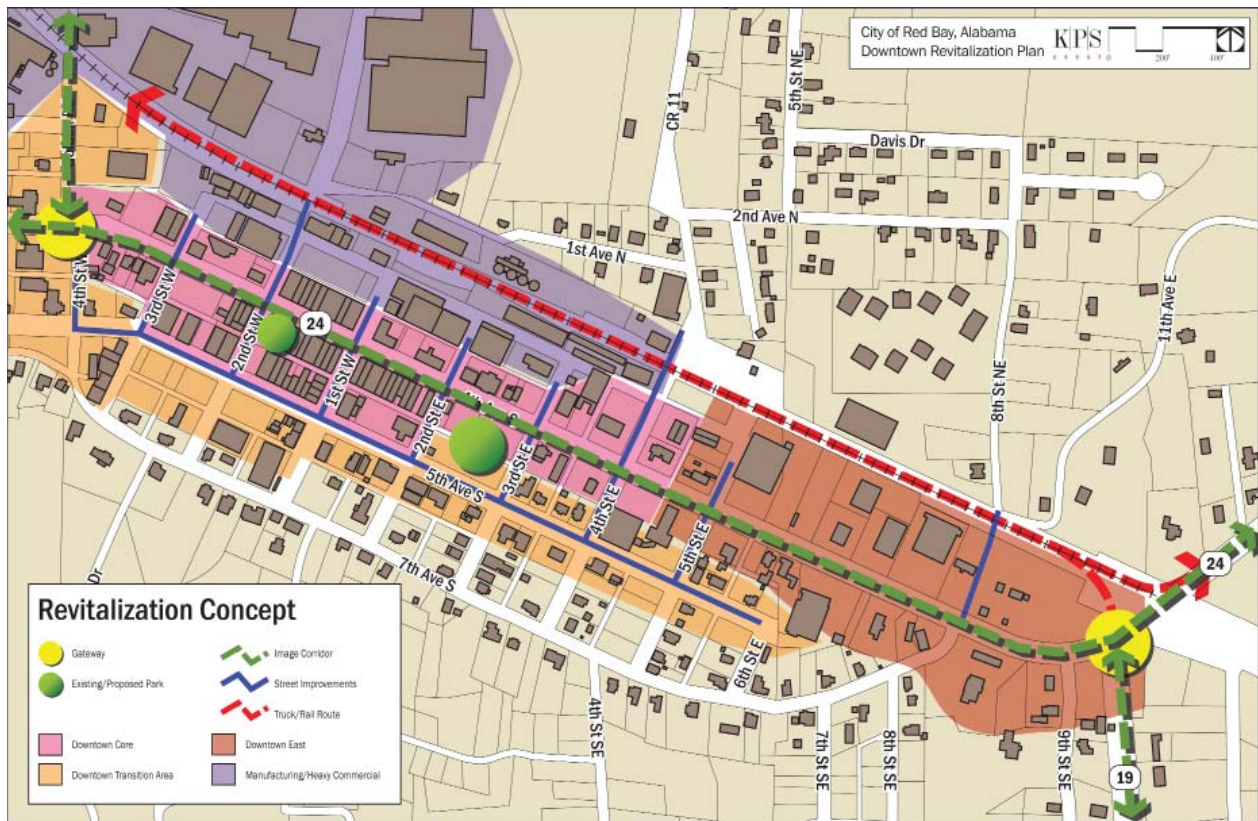 City of Red Bay, Alabama
Downtown Revitalization Plan
KPS
GROUP
0 200' 400'
5th St NE
CR 11
Davis Dr
2nd Ave N
1st Ave N
11th Ave E
8th St NE
4th St W
3rd St W
2nd St W
24
1st St W
2nd St E
3rd St E
5th Ave S
4th St E
5th St E
7th Ave S
6th St E
24
Dr
4th St SE
7th St SE
8th St SE
9th St SE
19
Revitalization Concept
Gateway
Image Corridor
Existing/Proposed Park
Street Improvements
Truck/Rail Route
Downtown Core
Downtown East
Downtown Transition Area
Manufacturing/Heavy Commercial